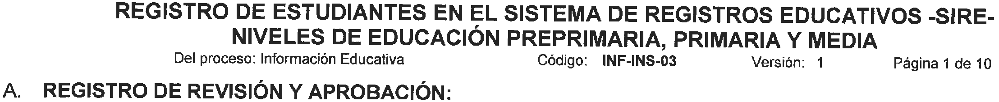 REGISTRO DE ESTUDIANTES EN EL SISTEMA DE REGISTROS EDUCATIVOS -SIRE-
NIVELES DE EDUCACIÓN PREPRIMARIA, PRIMARIA Y MEDIA
Del proceso: Información Educativa Código: INF-INS-03 Versión: 1 Página 1 de 10
A. REGISTRO DE REVISIÓN Y APROBACIÓN: